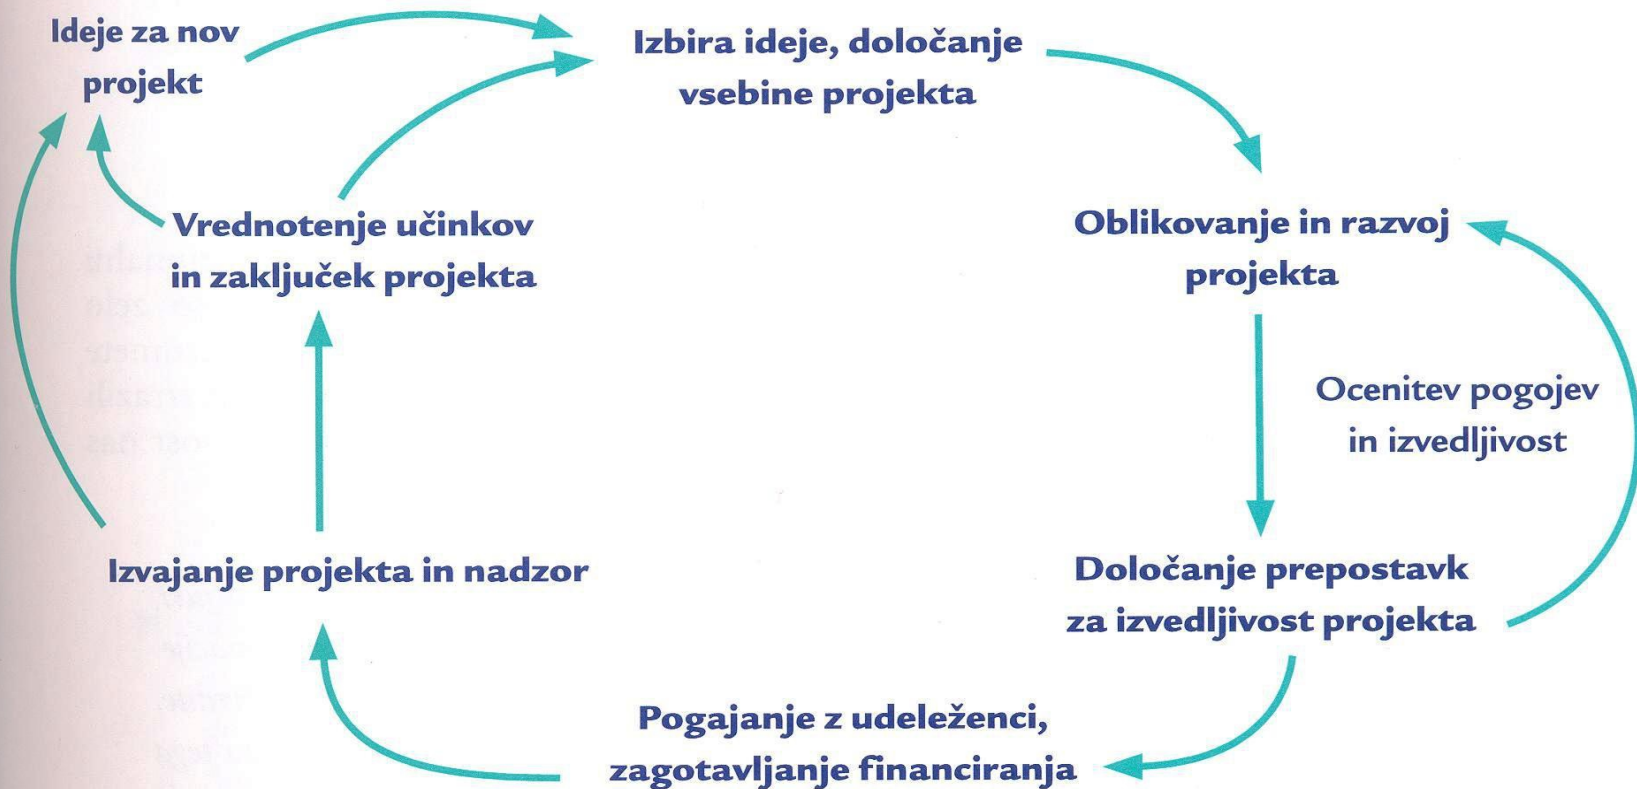 Ideje za nov
projekt
Izbira ideje, določanje
vsebine projekta
Vrednotenje učinkov
in zaključek projekta
Oblikovanje in razvoj
projekta
Ocenitev pogojev
in izvedljivost
Izvajanje projekta in nadzor
Določanje prepostavk
za izvedljivost projekta
Pogajanje z udeleženci,
zagotavljanje financiranja